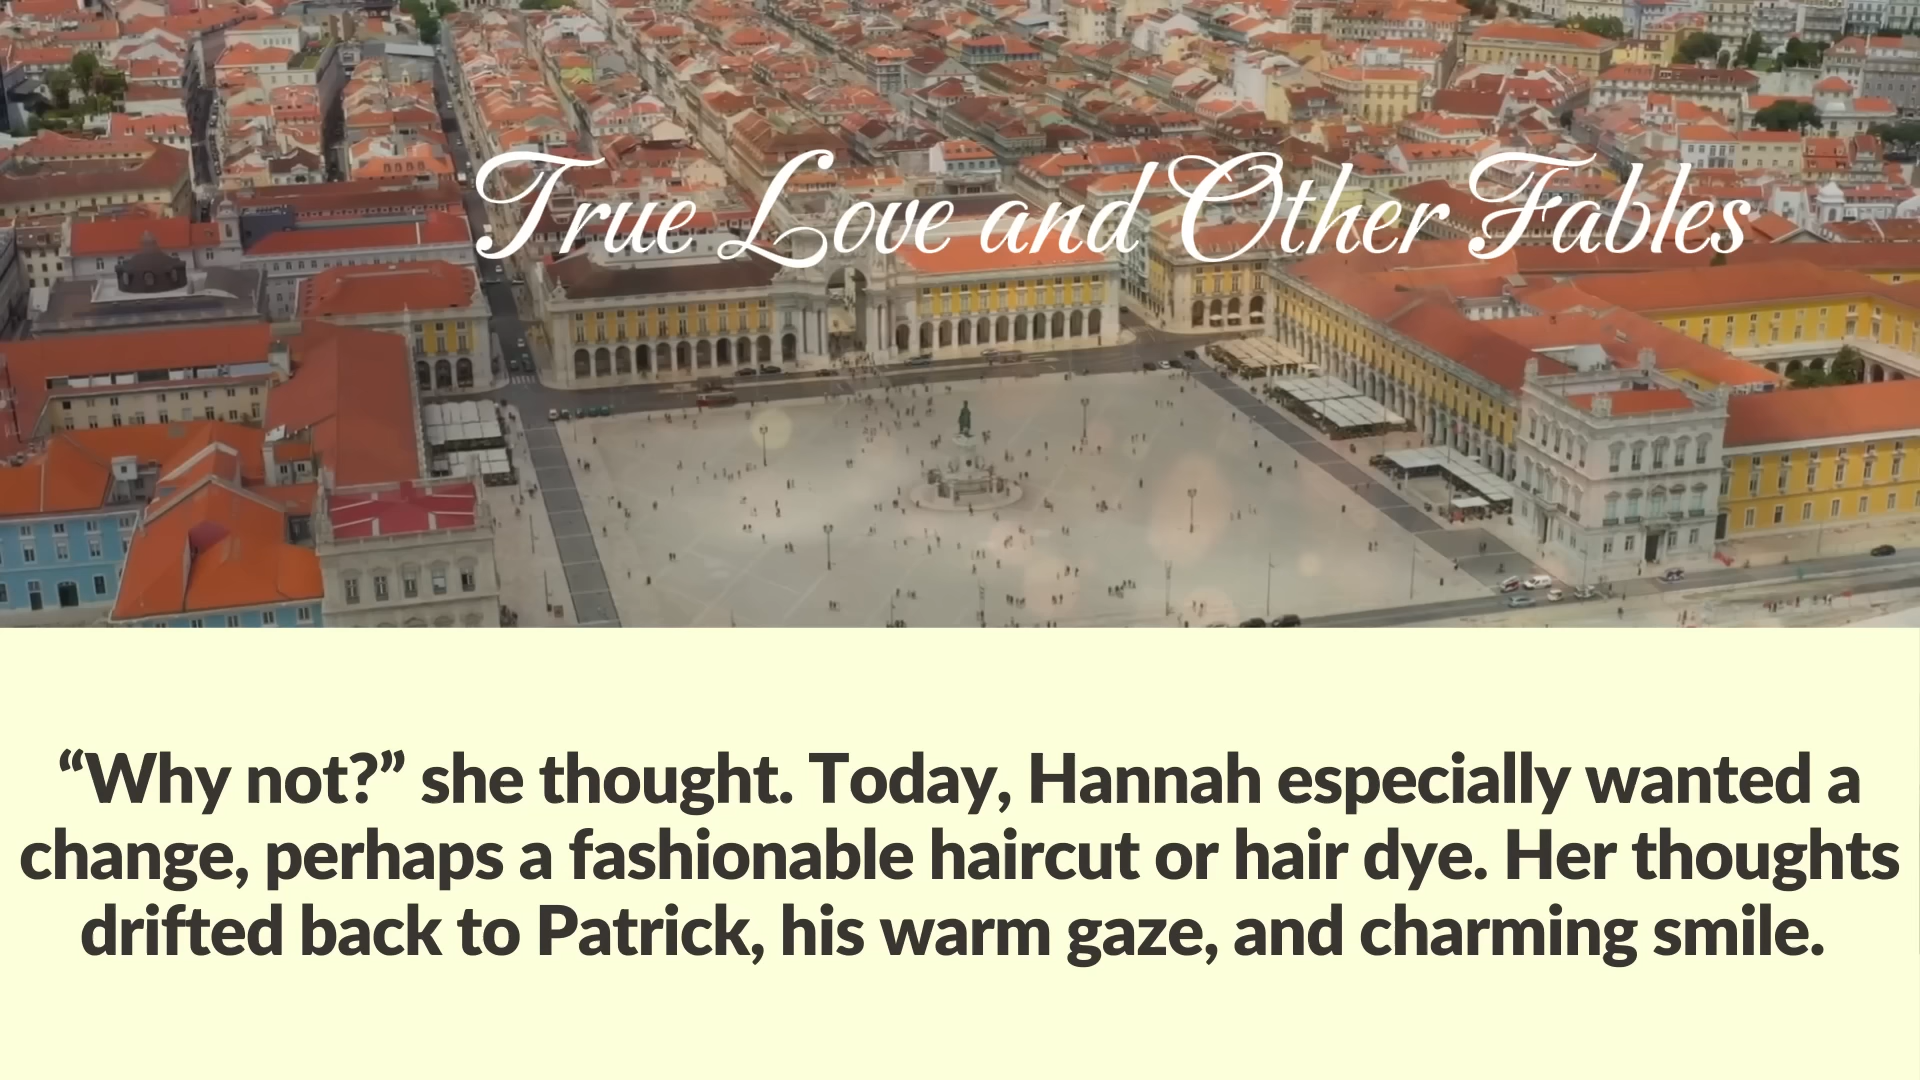 True Love and Other Fables
“Why not?” she thought. Today, Hannah especially wanted a
change, perhaps a fashionable haircut or hair dye. Her thoughts
drifted back to Patrick, his warm gaze, and charming smile.